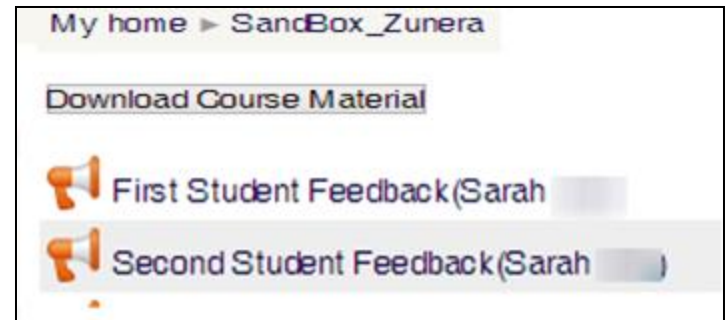 My home ► SandBox_Zunera
Download Course Material
First Student Feedback(Sarah
Second Student Feedback(Sarah )